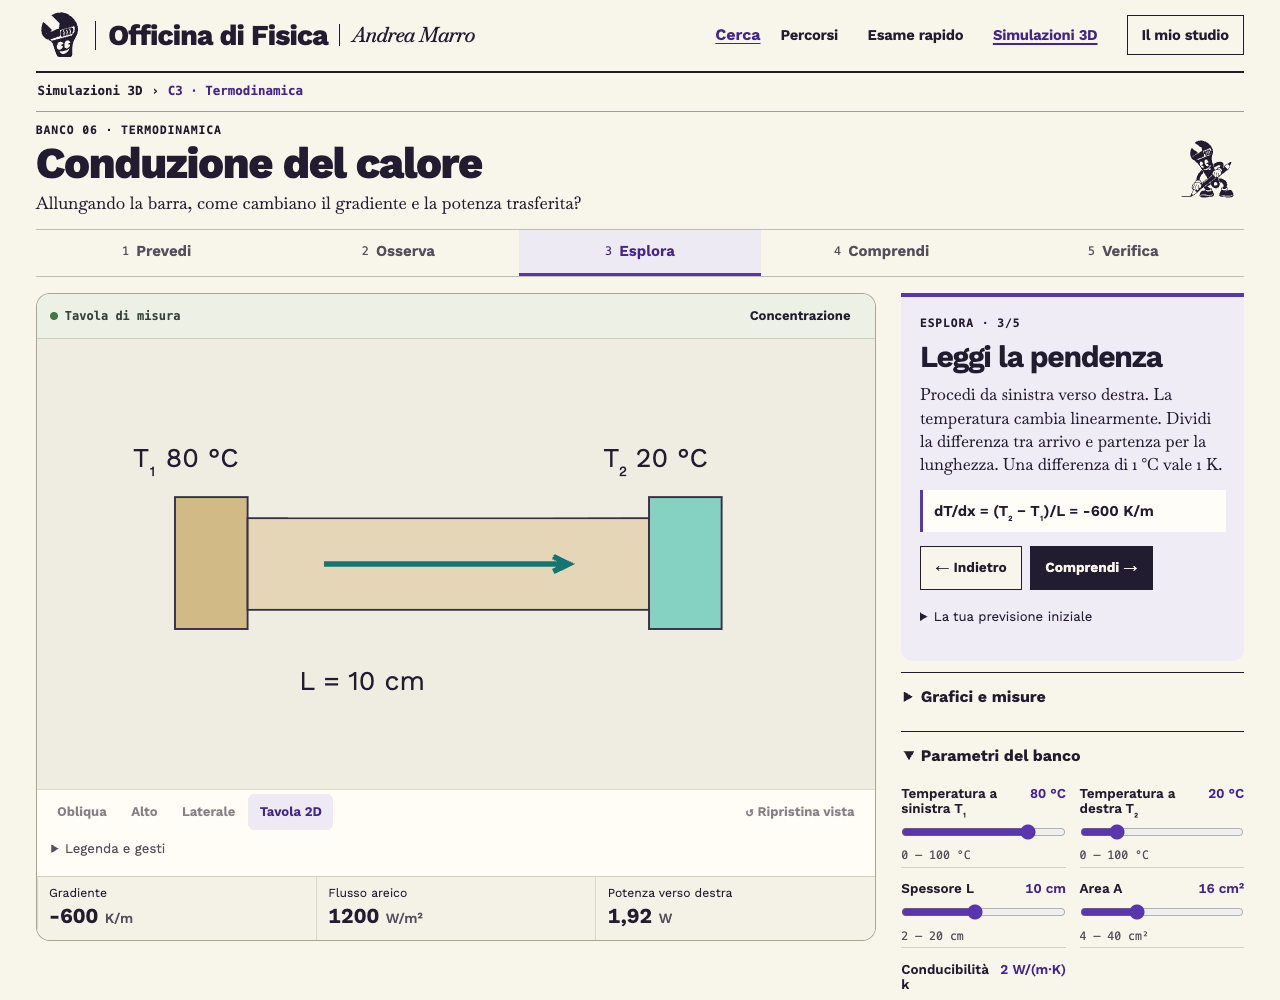 Officina di Fisica
Andrea Marro
Cerca
Percorsi
Esame rapido
Simulazioni 3D
Il mio studio
Simulazioni 3D › C3 · Termodinamica
BANCO 06 · TERMODINAMICA
Conduzione del calore
Allungando la barra, come cambiano il gradiente e la potenza trasferita?
1 Prevedi
2 Osserva
3 Esplora
4 Comprendi
5 Verifica
Tavola di misura
Concentrazione
T₁ 80 °C
T₂ 20 °C
L = 10 cm
Obliqua
Alto
Laterale
Tavola 2D
↺ Ripristina vista
▶ Legenda e gesti
Gradiente
-600 K/m
Flusso areico
1200 W/m²
Potenza verso destra
1,92 W
ESPLORA · 3/5
Leggi la pendenza
Procedi da sinistra verso destra. La
temperatura cambia linearmente. Dividi
la differenza tra arrivo e partenza per la
lunghezza. Una differenza di 1 °C vale 1 K.
dT/dx = (T₂ − T₁)/L = -600 K/m
← Indietro
Comprendi →
▶ La tua previsione iniziale
▶ Grafici e misure
▼ Parametri del banco
Temperatura a
sinistra T₁
80 °C
0 — 100 °C
Temperatura a
destra T₂
20 °C
0 — 100 °C
Spessore L
10 cm
2 — 20 cm
Area A
16 cm²
4 — 40 cm²
Conducibilità
k
2 W/(m·K)